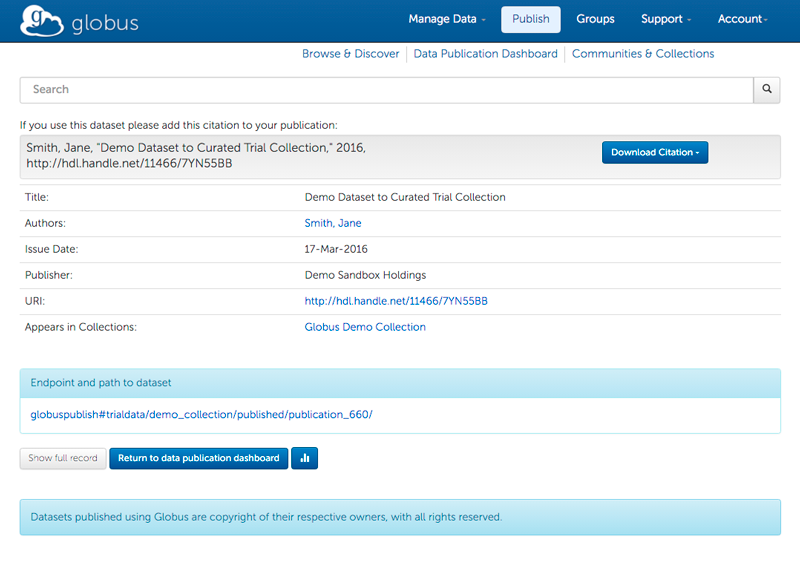 globus
Manage Data Publish Groups Support Account
Browse & Discover Data Publication Dashboard Communities & Collections
Search
If you use this dataset please add this citation to your publication:
Smith, Jane, "Demo Dataset to Curated Trial Collection," 2016,
http://hdl.handle.net/11466/7YN55BB
Download Citation
Title: Demo Dataset to Curated Trial Collection
Authors: Smith, Jane
Issue Date: 17-Mar-2016
Publisher: Demo Sandbox Holdings
URI: http://hdl.handle.net/11466/7YN55BB
Appears in Collections: Globus Demo Collection
Endpoint and path to dataset
globuspublish#trialdata/demo_collection/published/publication_660/
Show full record Return to data publication dashboard
Datasets published using Globus are copyright of their respective owners, with all rights reserved.